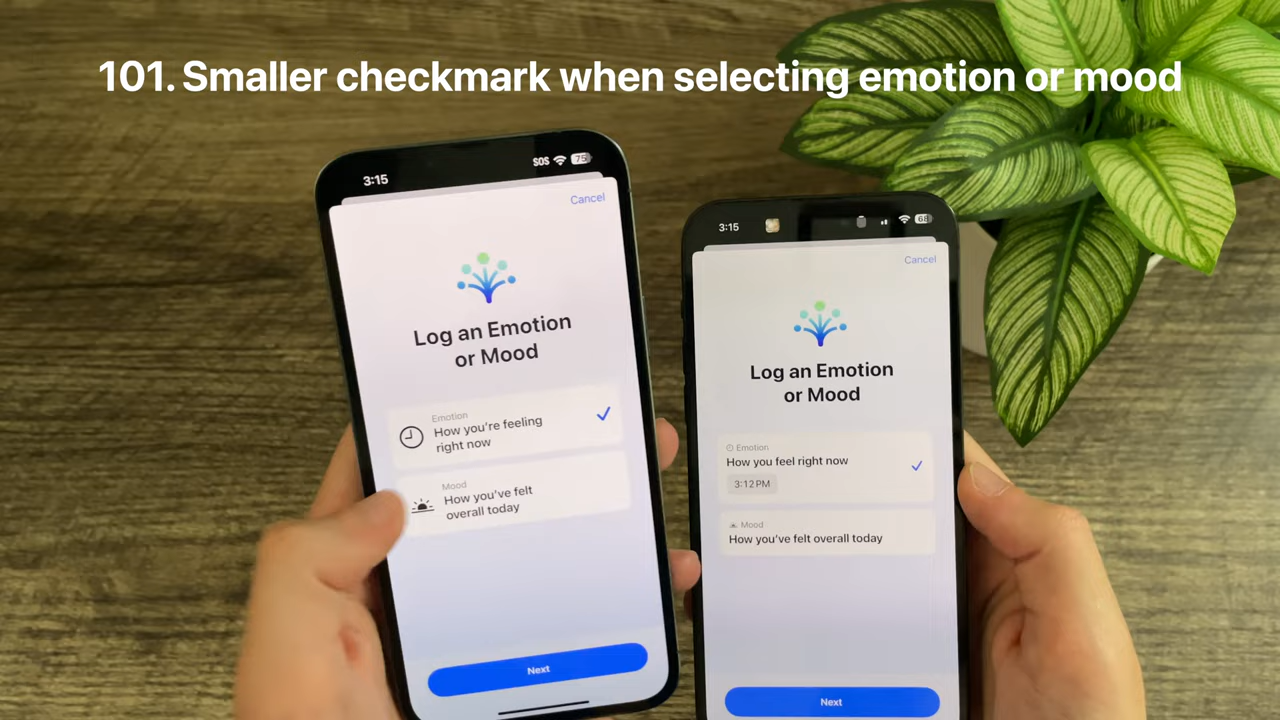 101. Smaller checkmark when selecting emotion or mood
3:15
SOS
75
Cancel
Log an Emotion
or Mood
Emotion
How you're feeling
right now
Mood
How you've felt
overall today
Next
3:15
68
Cancel
Log an Emotion
or Mood
Emotion
How you feel right now
3:12 PM
Mood
How you've felt overall today
Next